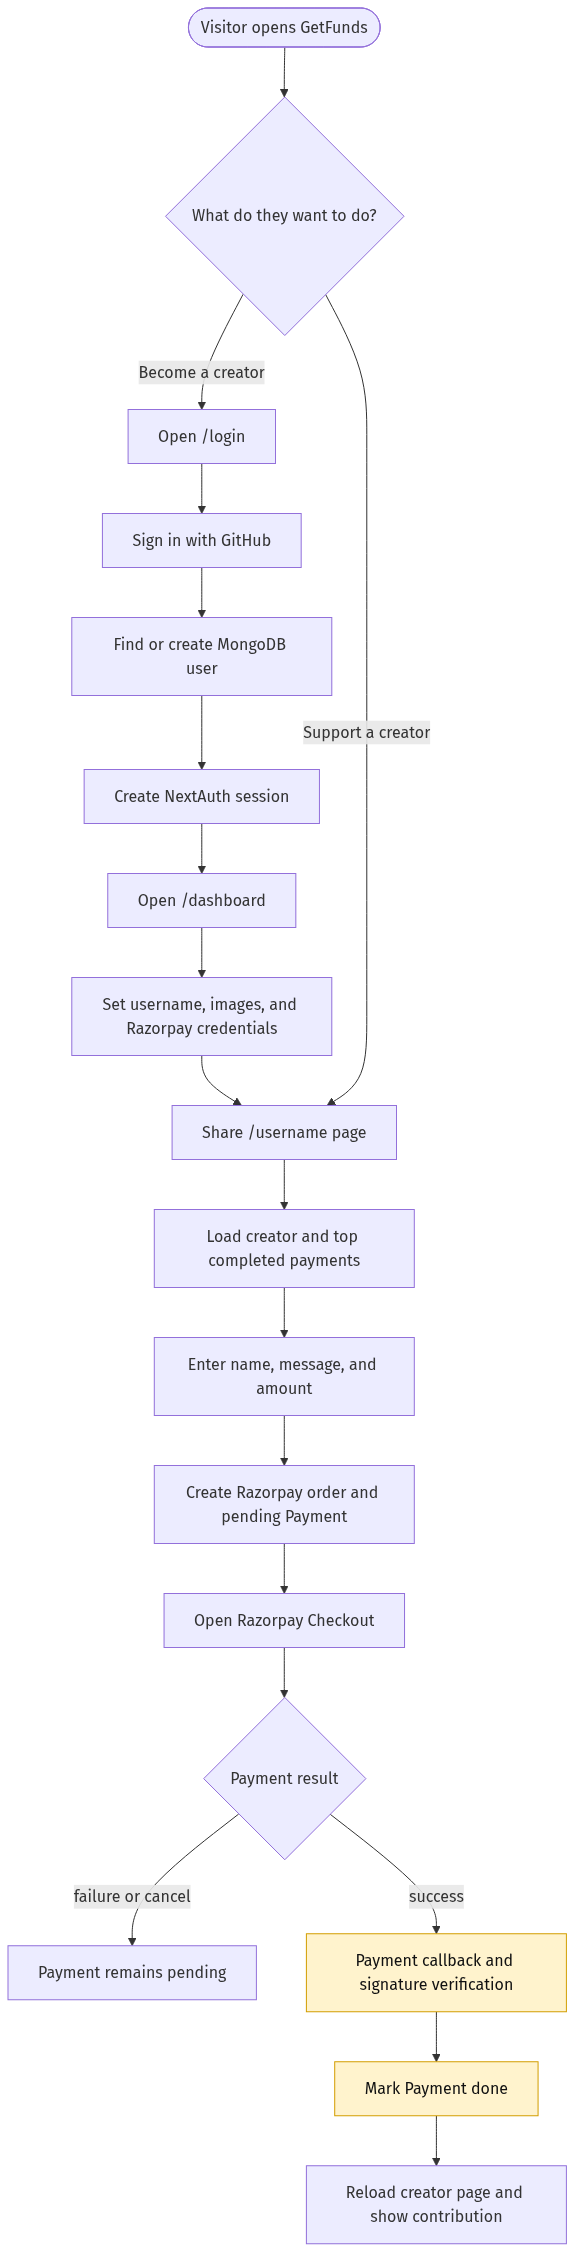 Visitor opens GetFunds
What do they want to do?
Become a creator
Open /login
Sign in with GitHub
Find or create MongoDB
user
Support a creator
Create NextAuth session
Open /dashboard
Set username, images, and
Razorpay credentials
Share /username page
Load creator and top
completed payments
Enter name, message, and
amount
Create Razorpay order and
pending Payment
Open Razorpay Checkout
Payment result
failure or cancel
success
Payment remains pending
Payment callback and
signature verification
Mark Payment done
Reload creator page and
show contribution